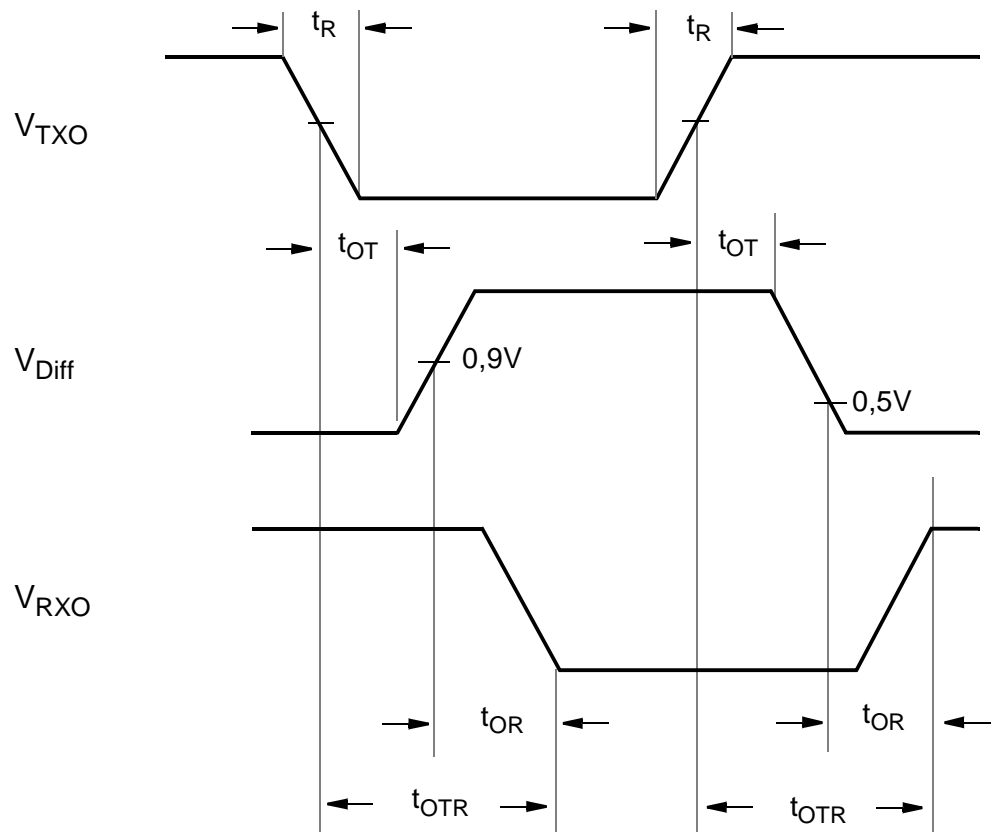 tR
tR
VTXO
tOT
tOT
VDiff
0,9V
0,5V
VRXO
tOR
tOR
tOTR
tOTR